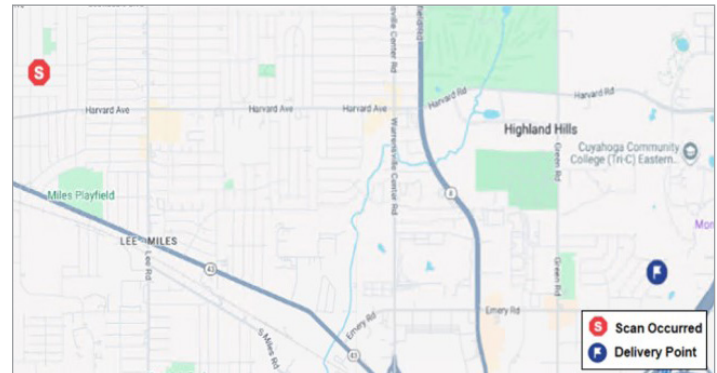 Warrensville Center Rd
Harvard Ave
Harvard Ave
Harvard Ave
Harvard Rd
Harvard Rd
Highland Hills
Cuyahoga Community
College (Tri-C) Eastern...
Green Rd
Warrensville Center Rd
Miles Playfield
8
LEE - MILES
Lee Rd
43
Green Rd
Emery Rd
Emery Rd
S Miles Rd
43
S
S Scan Occurred
Delivery Point